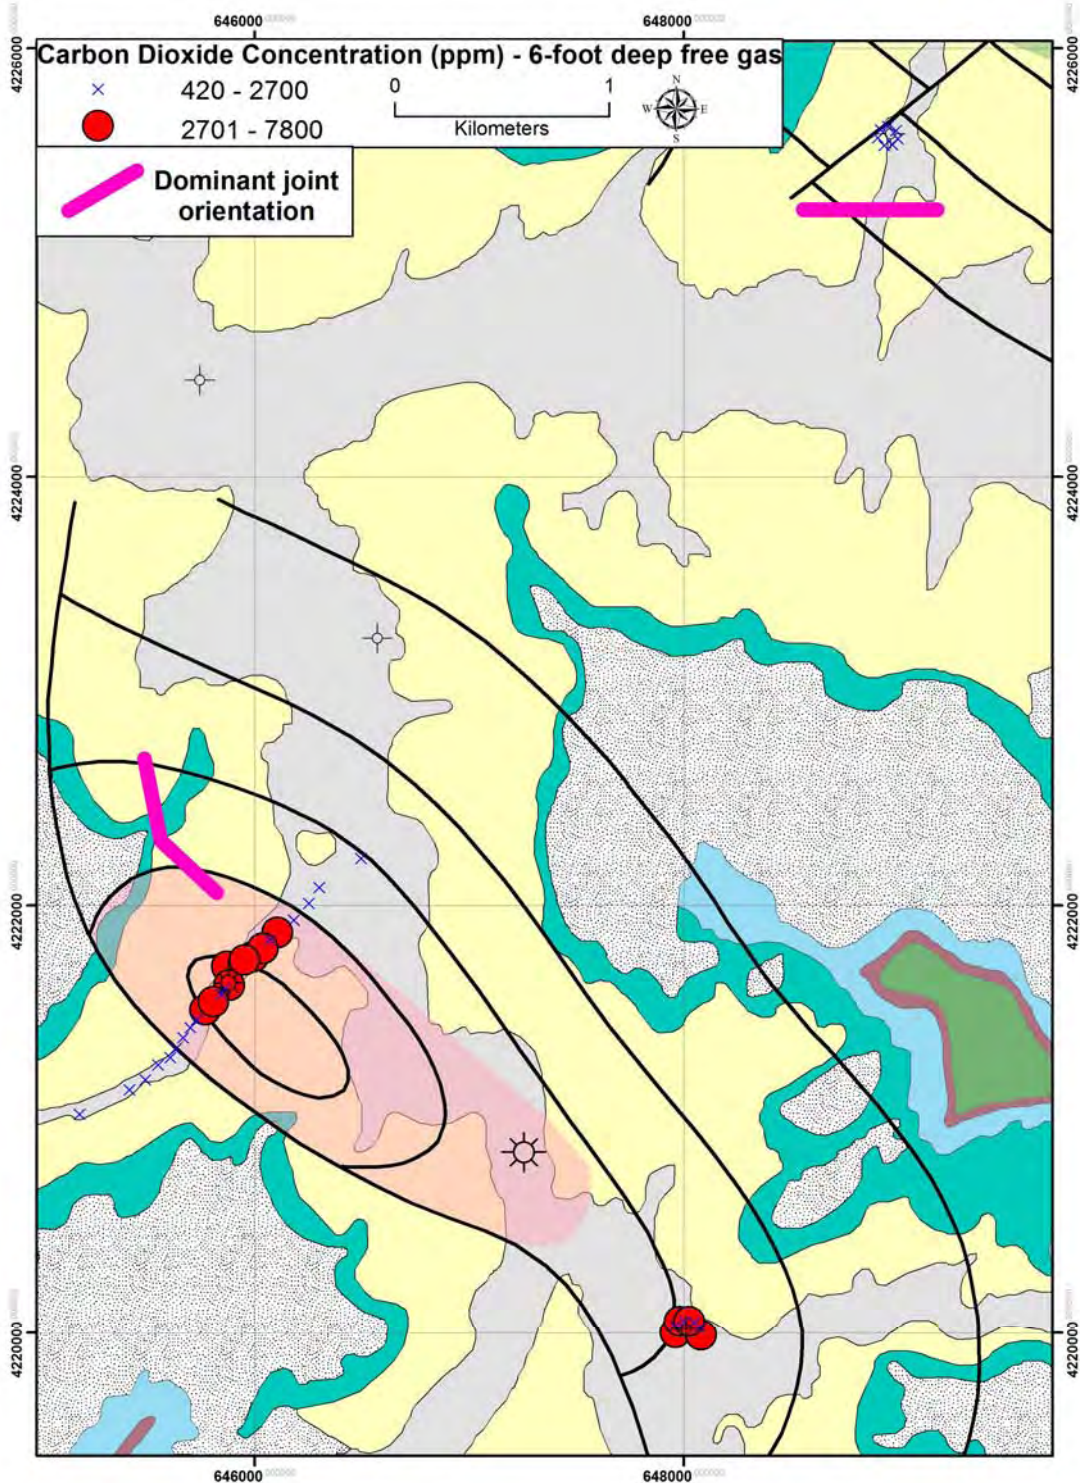 646000 648000
Carbon Dioxide Concentration (ppm) - 6-foot deep free gas
420 - 2700
2701 - 7800
0 1
Kilometers
N
W E
S
Dominant joint
orientation
4226000 4226000
4224000 4224000
4222000 4222000
4220000 4220000
646000 648000